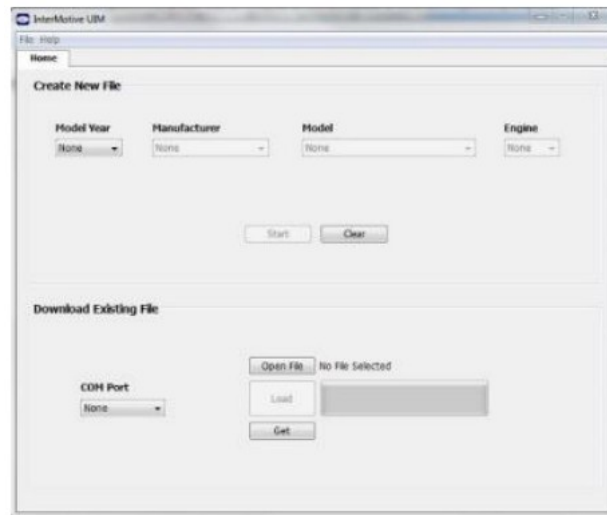 InterMotive UIM
File Help
Home
Create New File
Model Year Manufacturer Model Engine
None None None None
Start Clear
Download Existing File
Open File No File Selected
COM Port
Load
None
Get